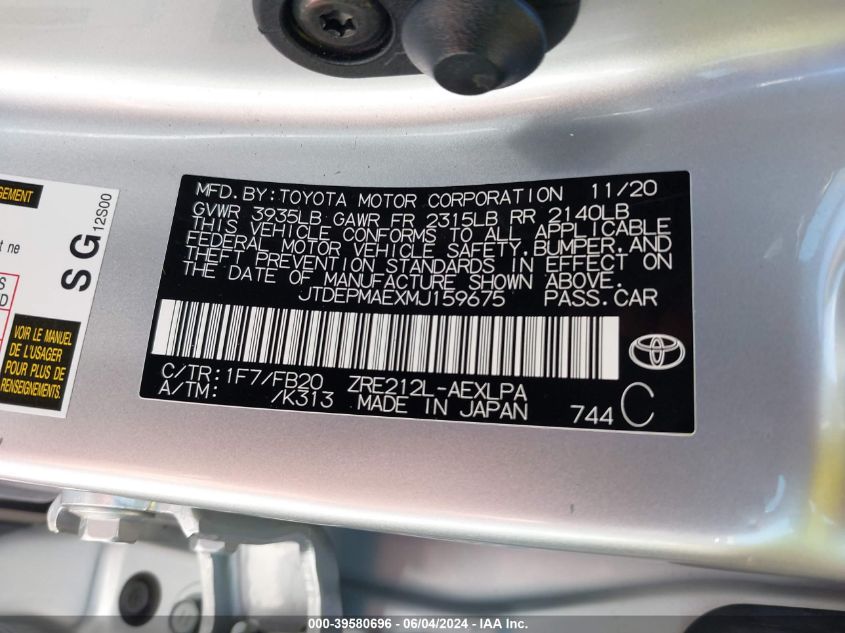 MFD.BY:TOYOTA MOTOR CORPORATION 11/20
GVWR 3935LB GAWR FR 2315LB RR 2140LB
THIS VEHICLE CONFORMS TO ALL APPLICABLE
FEDERAL MOTOR VEHICLE SAFETY, BUMPER, AND
THEFT PREVENTION STANDARDS IN EFFECT ON
THE DATE OF MANUFACTURE SHOWN ABOVE.
JTDEPMAEXMJ159675 PASS.CAR
C/TR: 1F7/FB20 ZRE212L-AEXLPA
A/TM: /K313 MADE IN JAPAN 744 C
GEMENT
t ne
S
D
SG
12S00
VOIR LE MANUEL
DE L'USAGER
POUR PLUS DE
RENSEIGNEMENTS
000-39580696 - 06/04/2024 - IAA Inc.